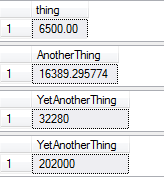 thing
1 6500.00
AnotherThing
1 16389.295774
YetAnotherThing
1 32280
YetAnotherThing
1 202000